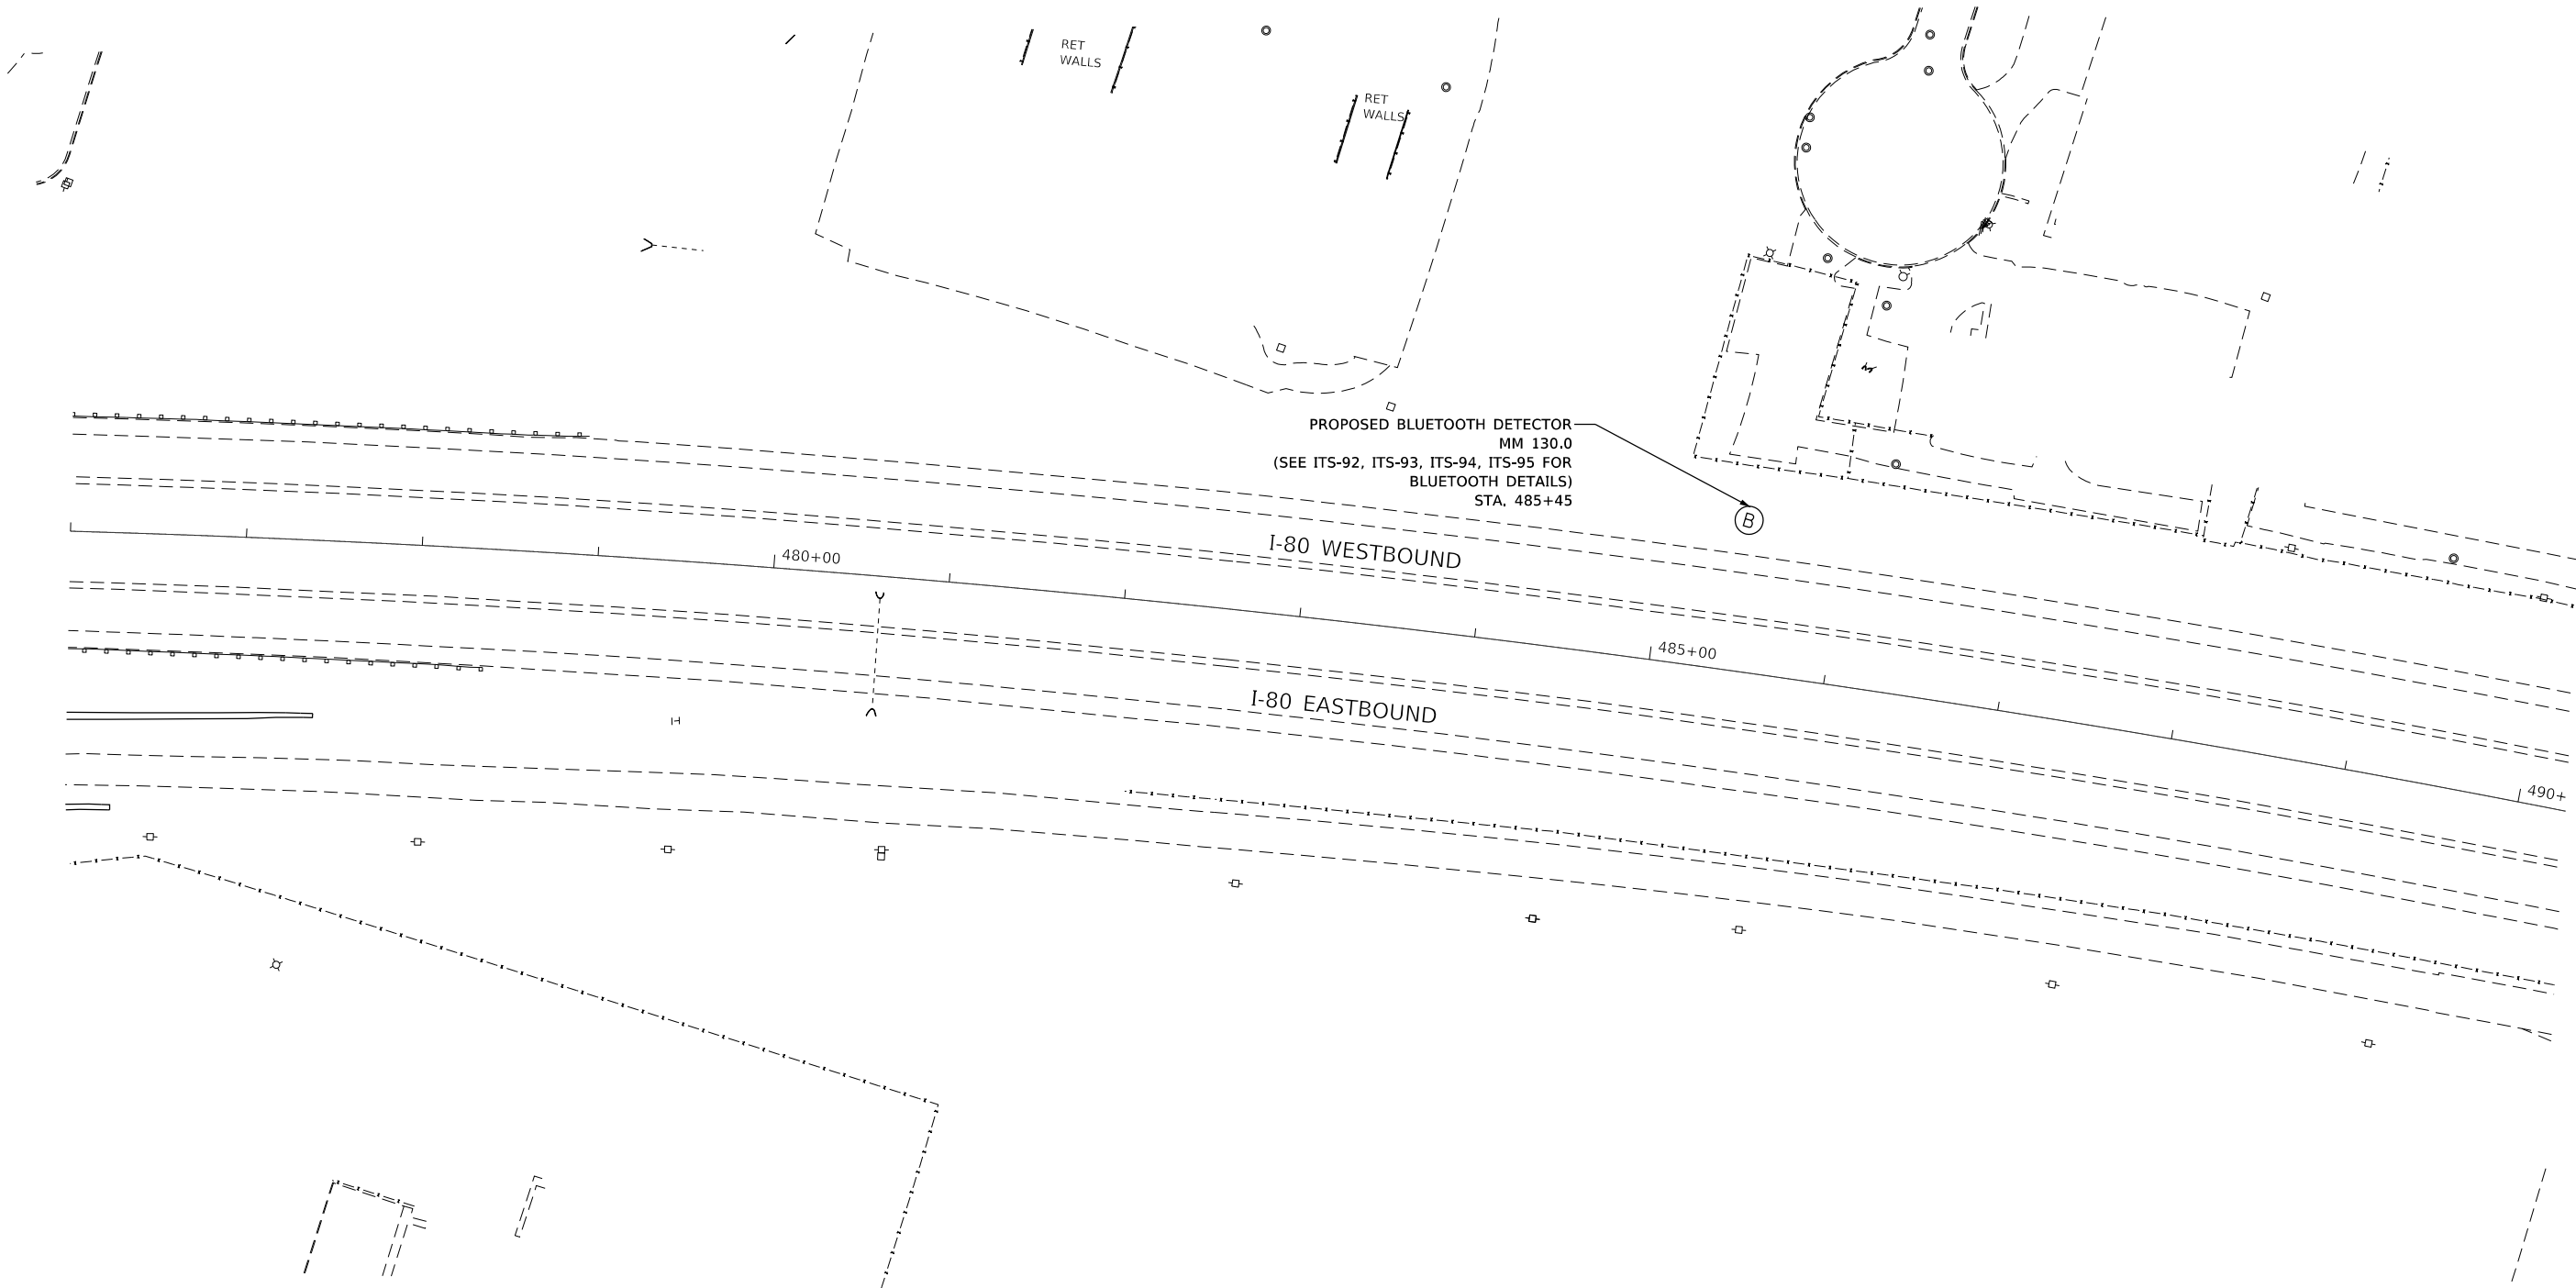 RET
WALLS
RET
WALLS
PROPOSED BLUETOOTH DETECTOR
MM 130.0
(SEE ITS-92, ITS-93, ITS-94, ITS-95 FOR
BLUETOOTH DETAILS)
STA. 485+45
B
I-80 WESTBOUND
480+00
485+00
I-80 EASTBOUND
490+